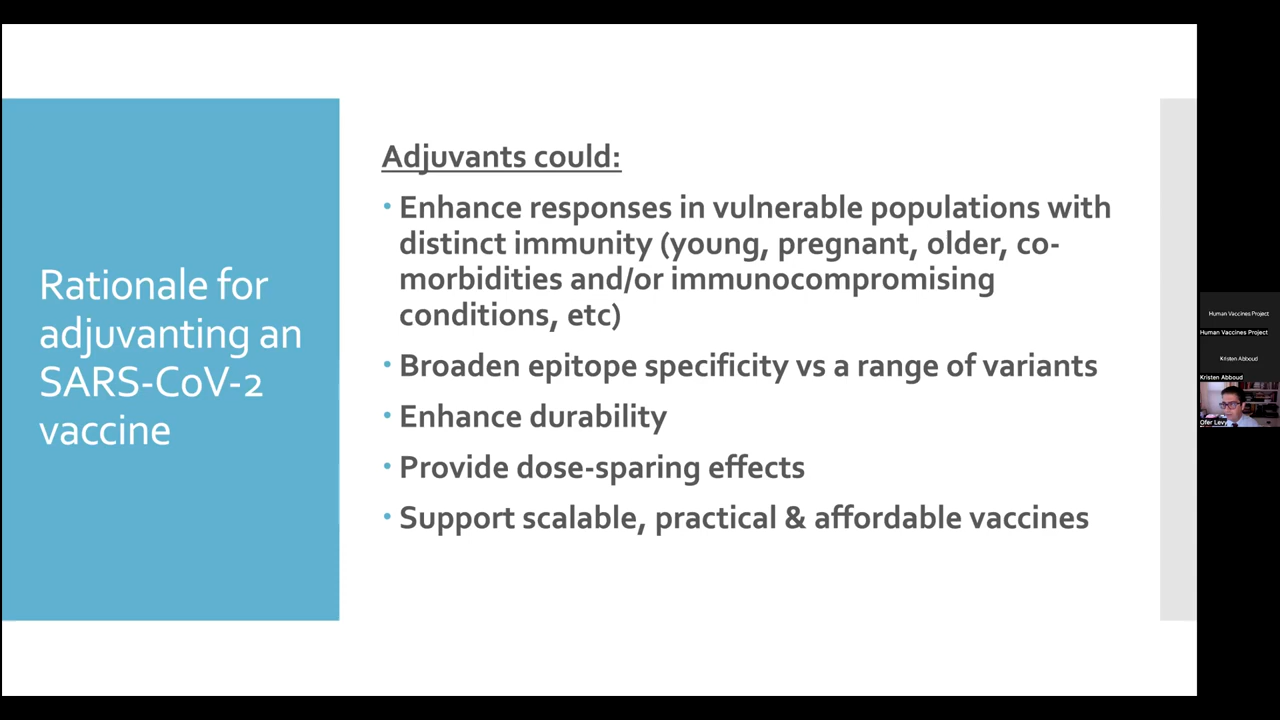 Rationale for
adjuvanting an
SARS-CoV-2
vaccine
Adjuvants could:
• Enhance responses in vulnerable populations with
distinct immunity (young, pregnant, older, co-
morbidities and/or immunocompromising
conditions, etc)
• Broaden epitope specificity vs a range of variants
• Enhance durability
• Provide dose-sparing effects
• Support scalable, practical & affordable vaccines
Human Vaccines Project
Human Vaccines Project
Kristen Abboud
Kristen Abboud
Ofer Levy